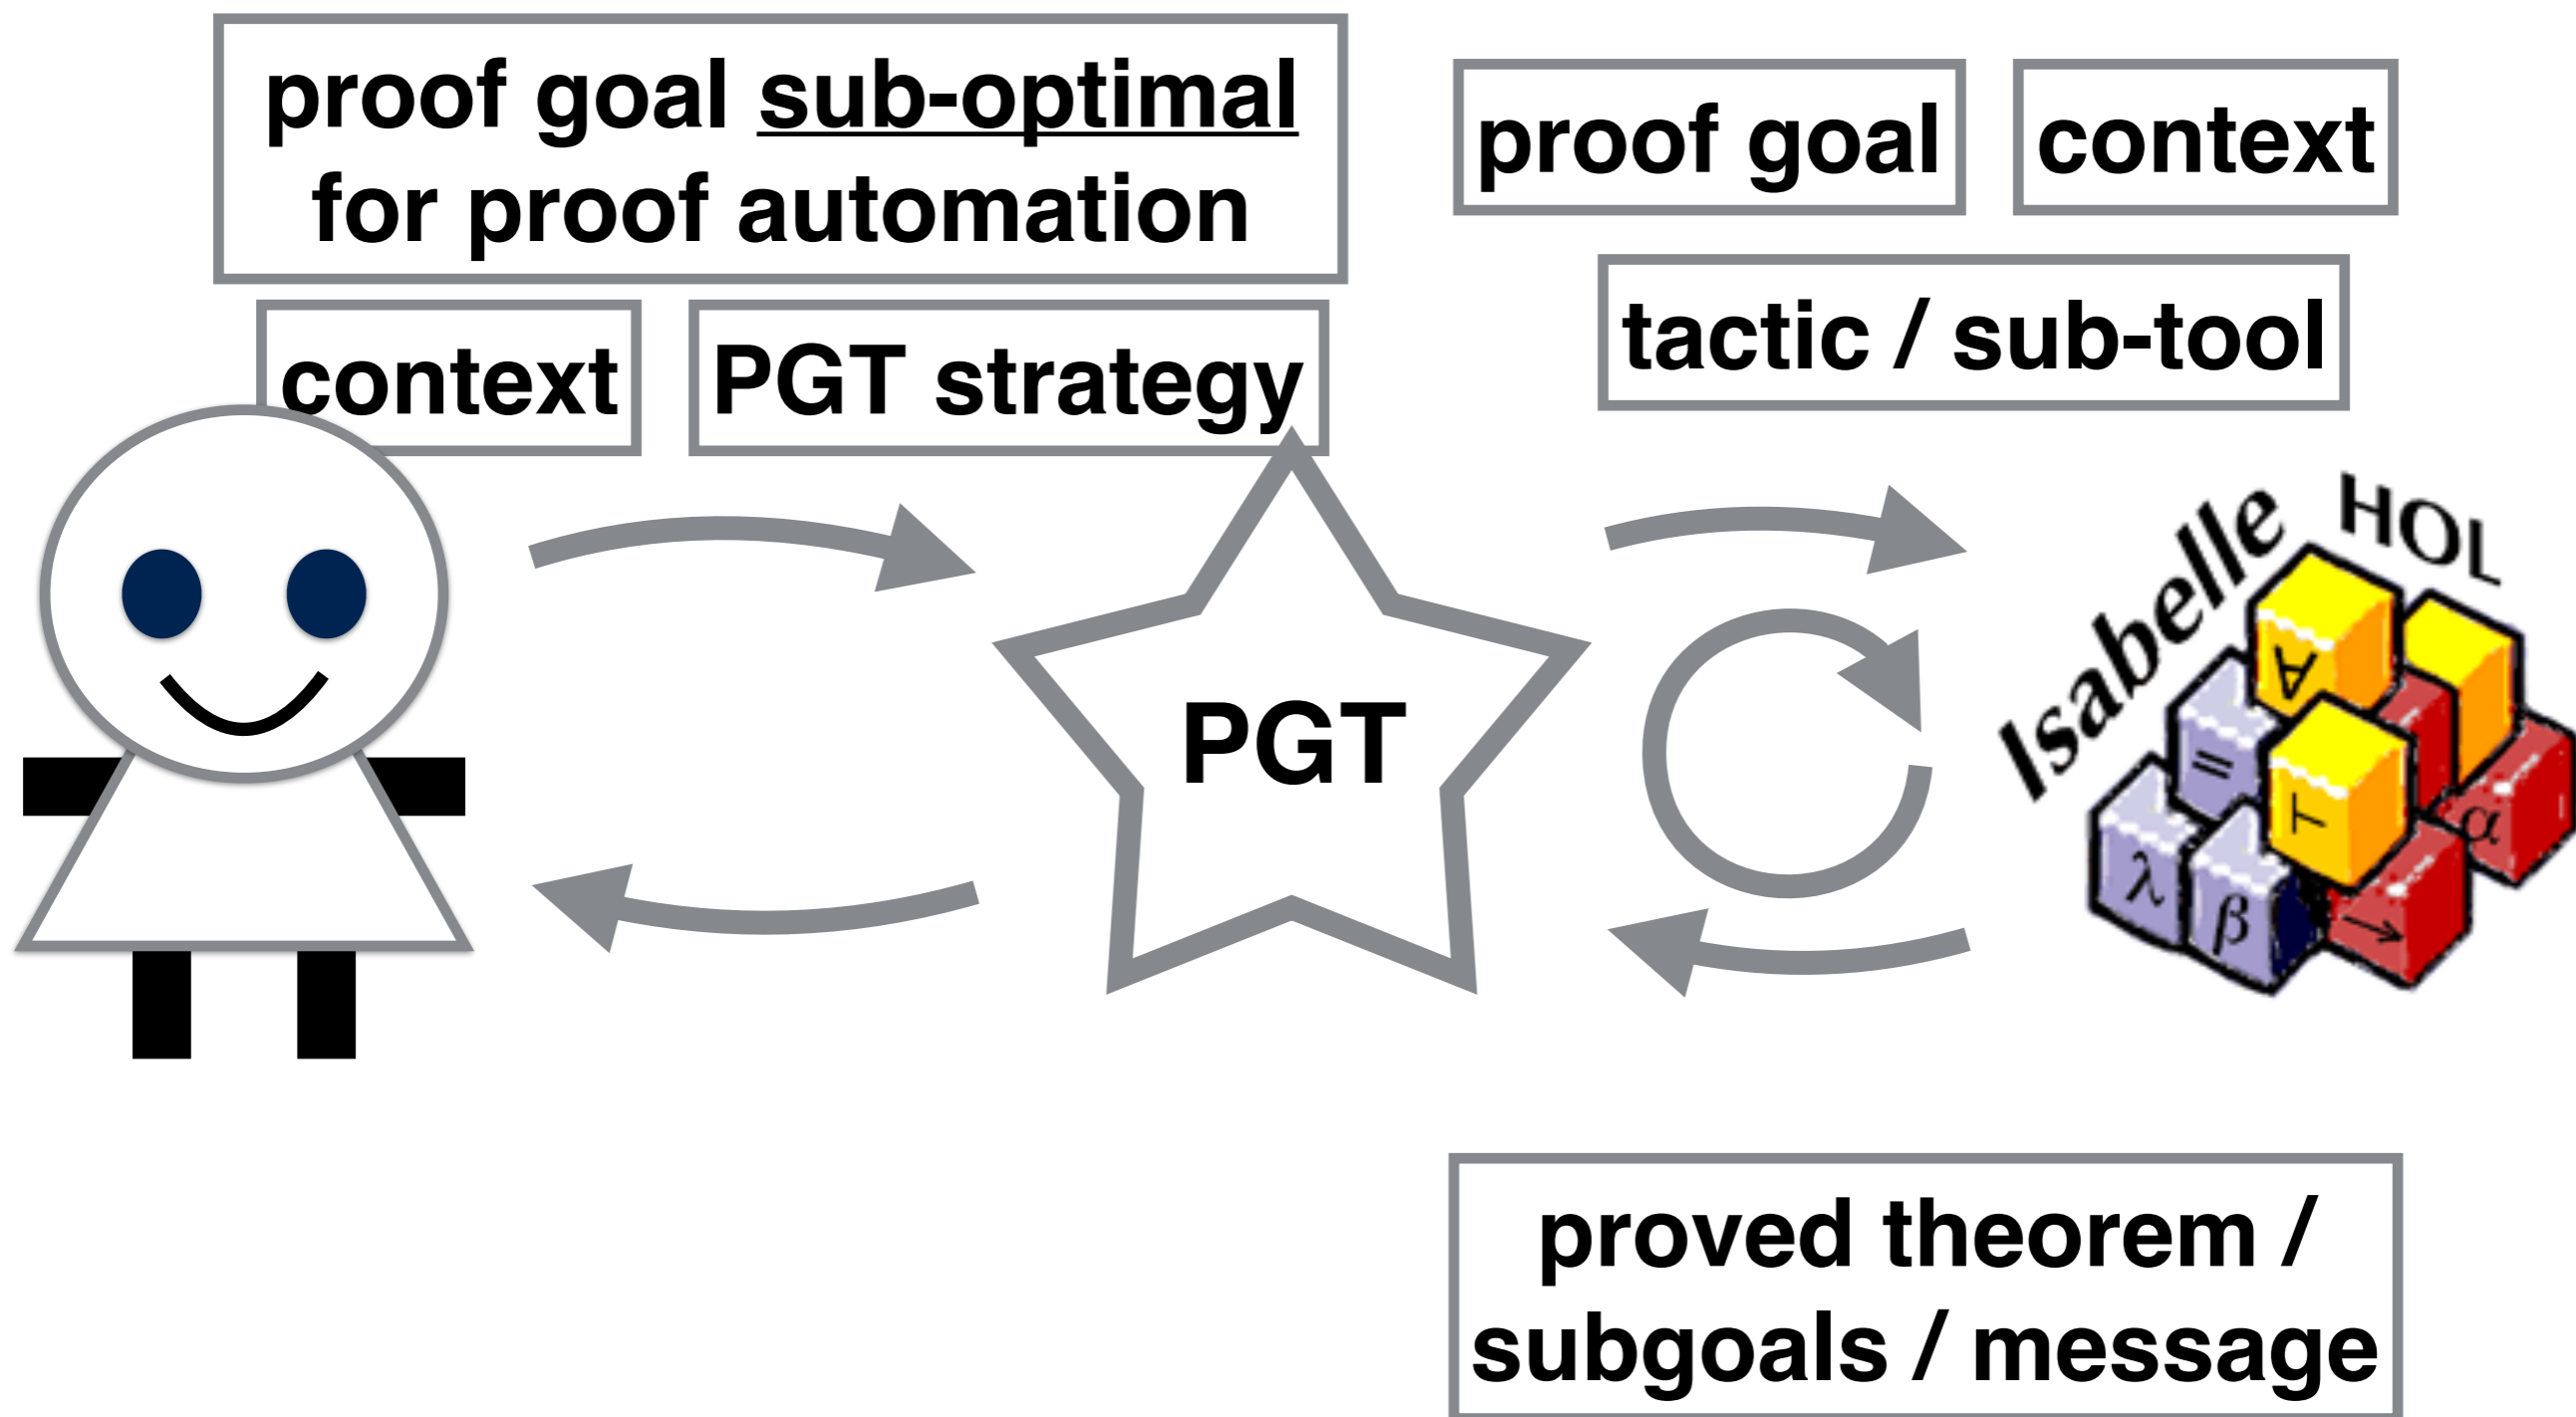 proof goal sub-optimal
for proof automation
context
PGT strategy
proof goal
context
tactic / sub-tool
PGT
Isabelle
HOL
∀
=
⊢
α
λ
β
→
proved theorem /
subgoals / message